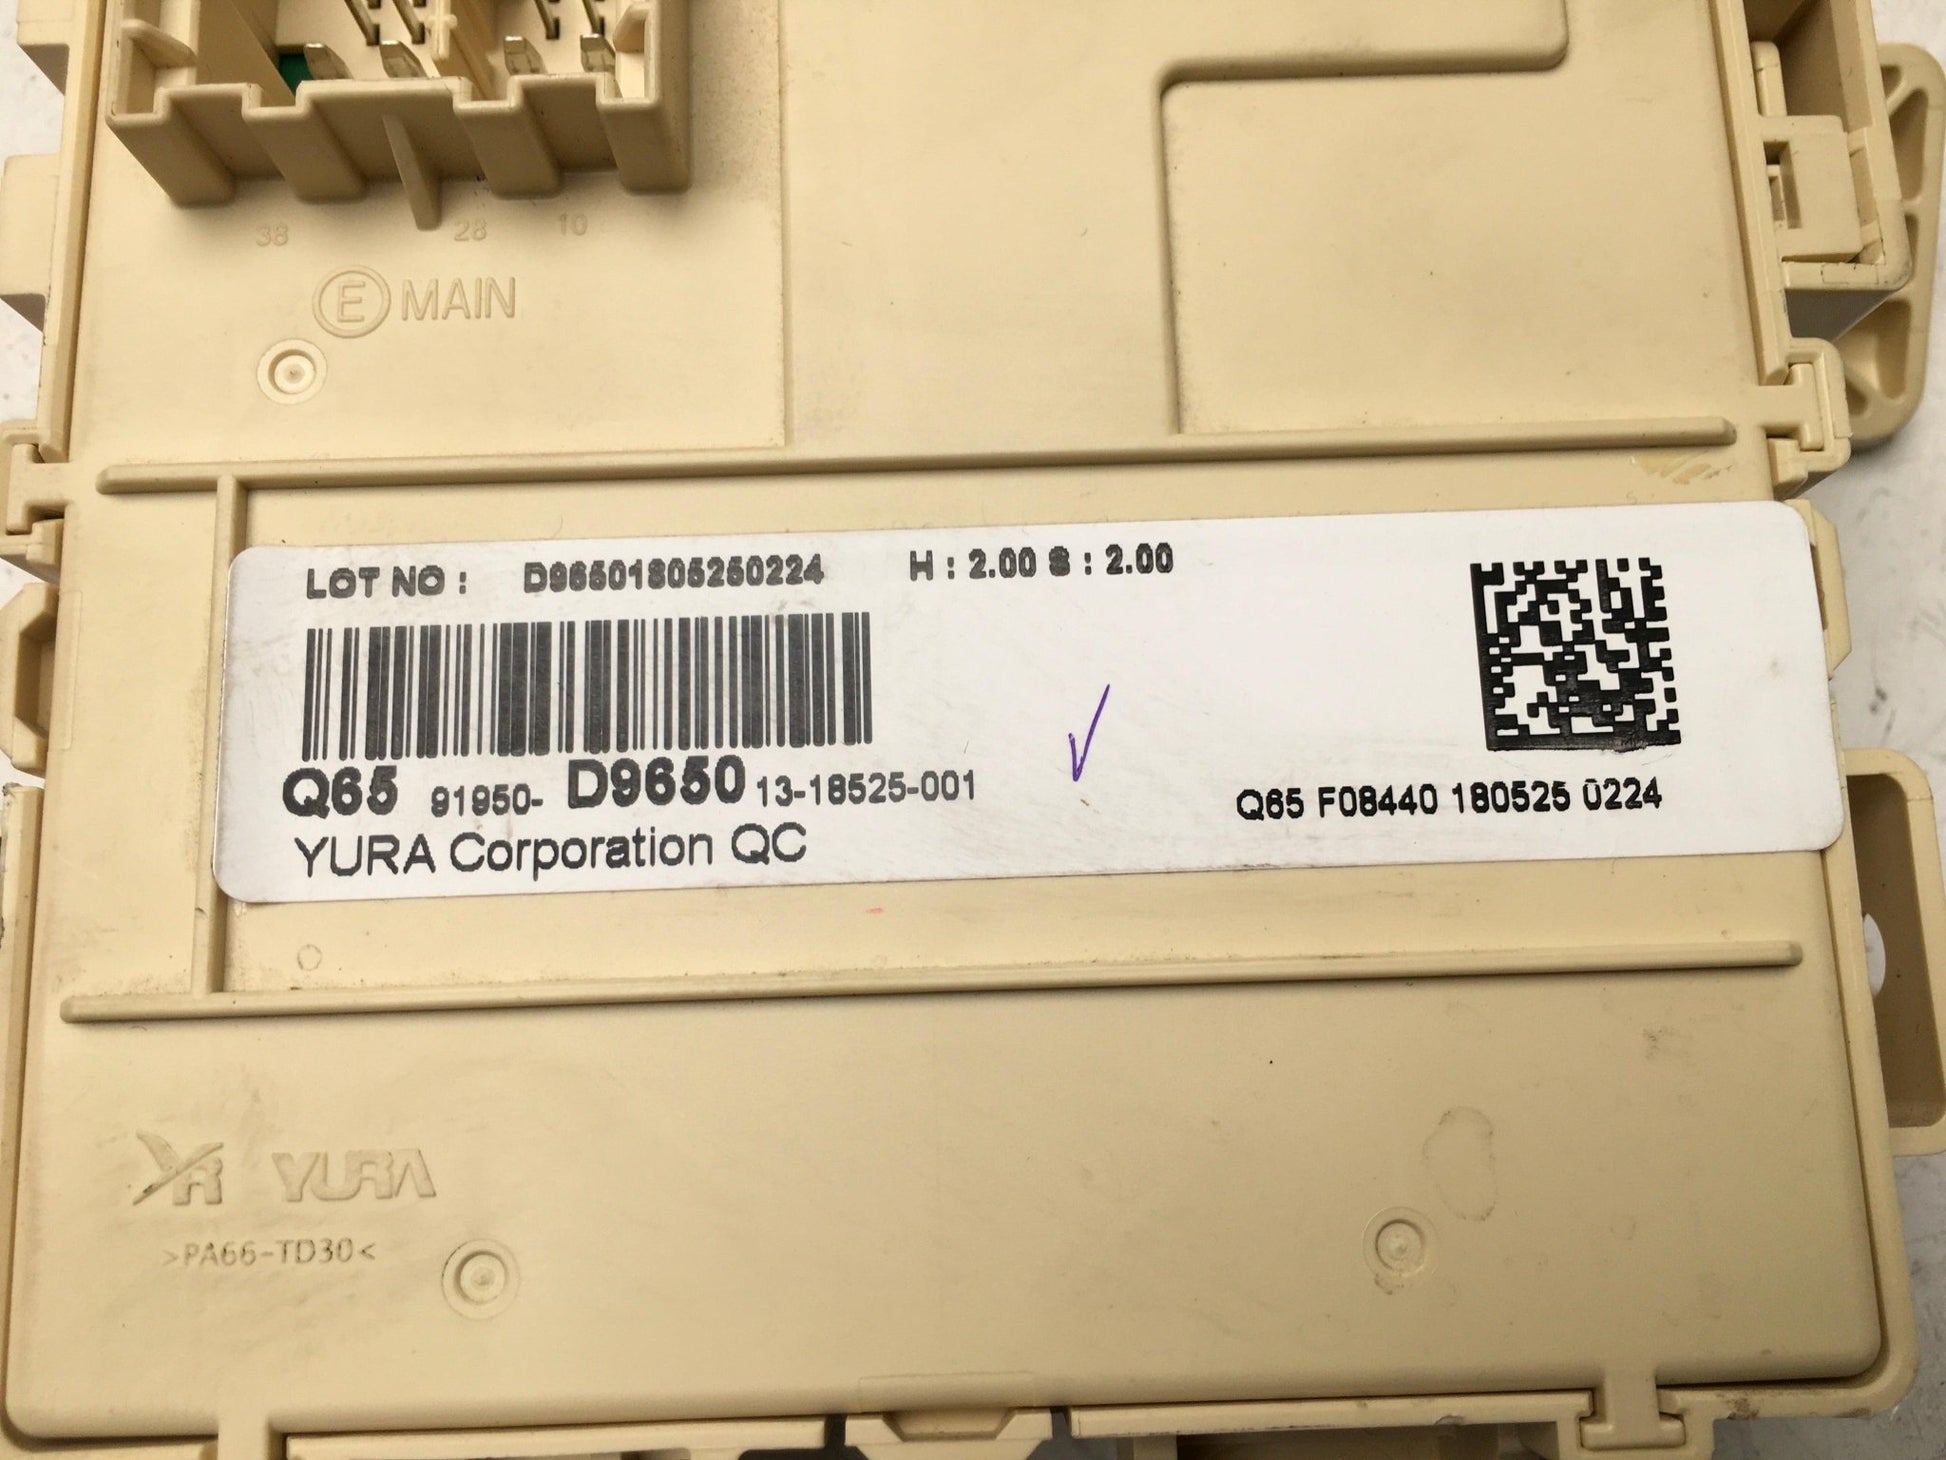 38 28 10
E MAIN
LOT NO : D96501805250224 H : 2.00 S : 2.00
Q65 91950- D9650 13-18525-001
YURA Corporation QC
Q65 F08440 180525 0224
YR YURA
>PA66-TD30<